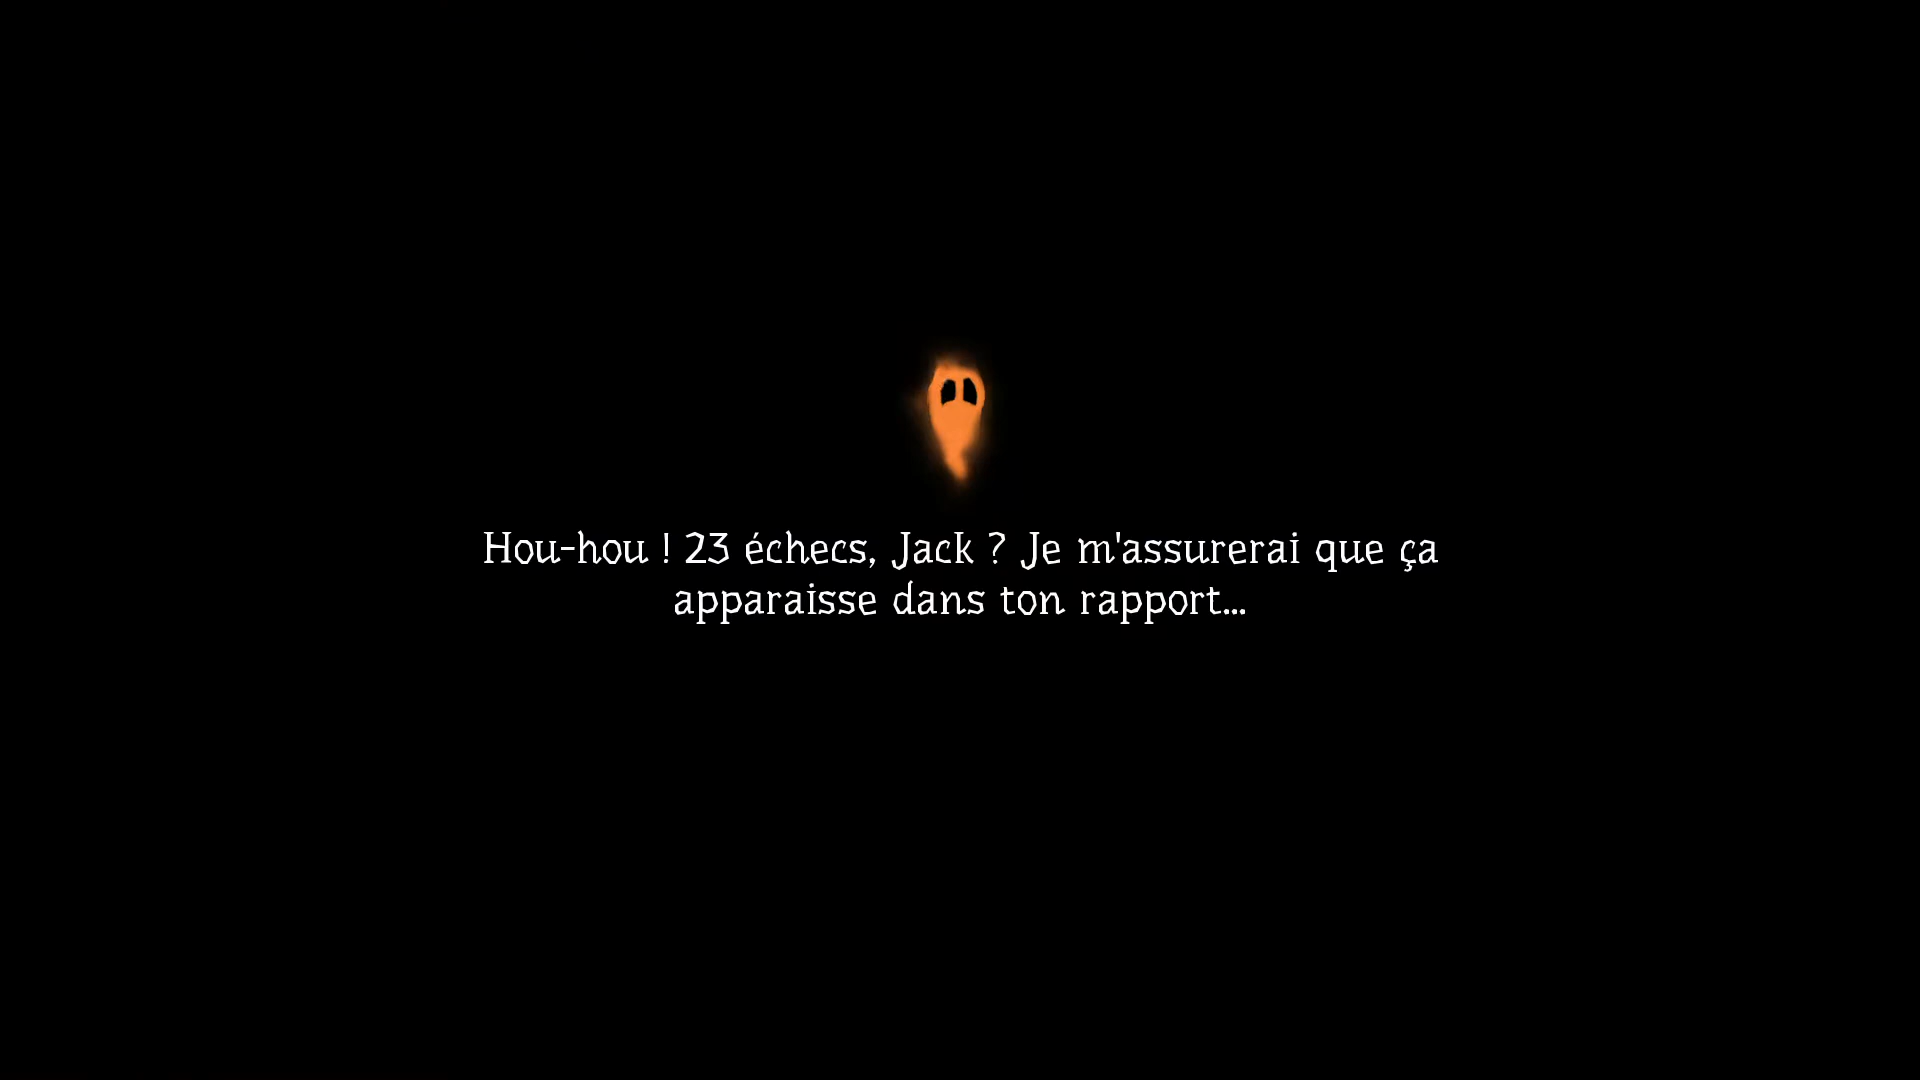 Hou-hou ! 23 échecs, Jack ? Je m'assurerai que ça
apparaisse dans ton rapport...